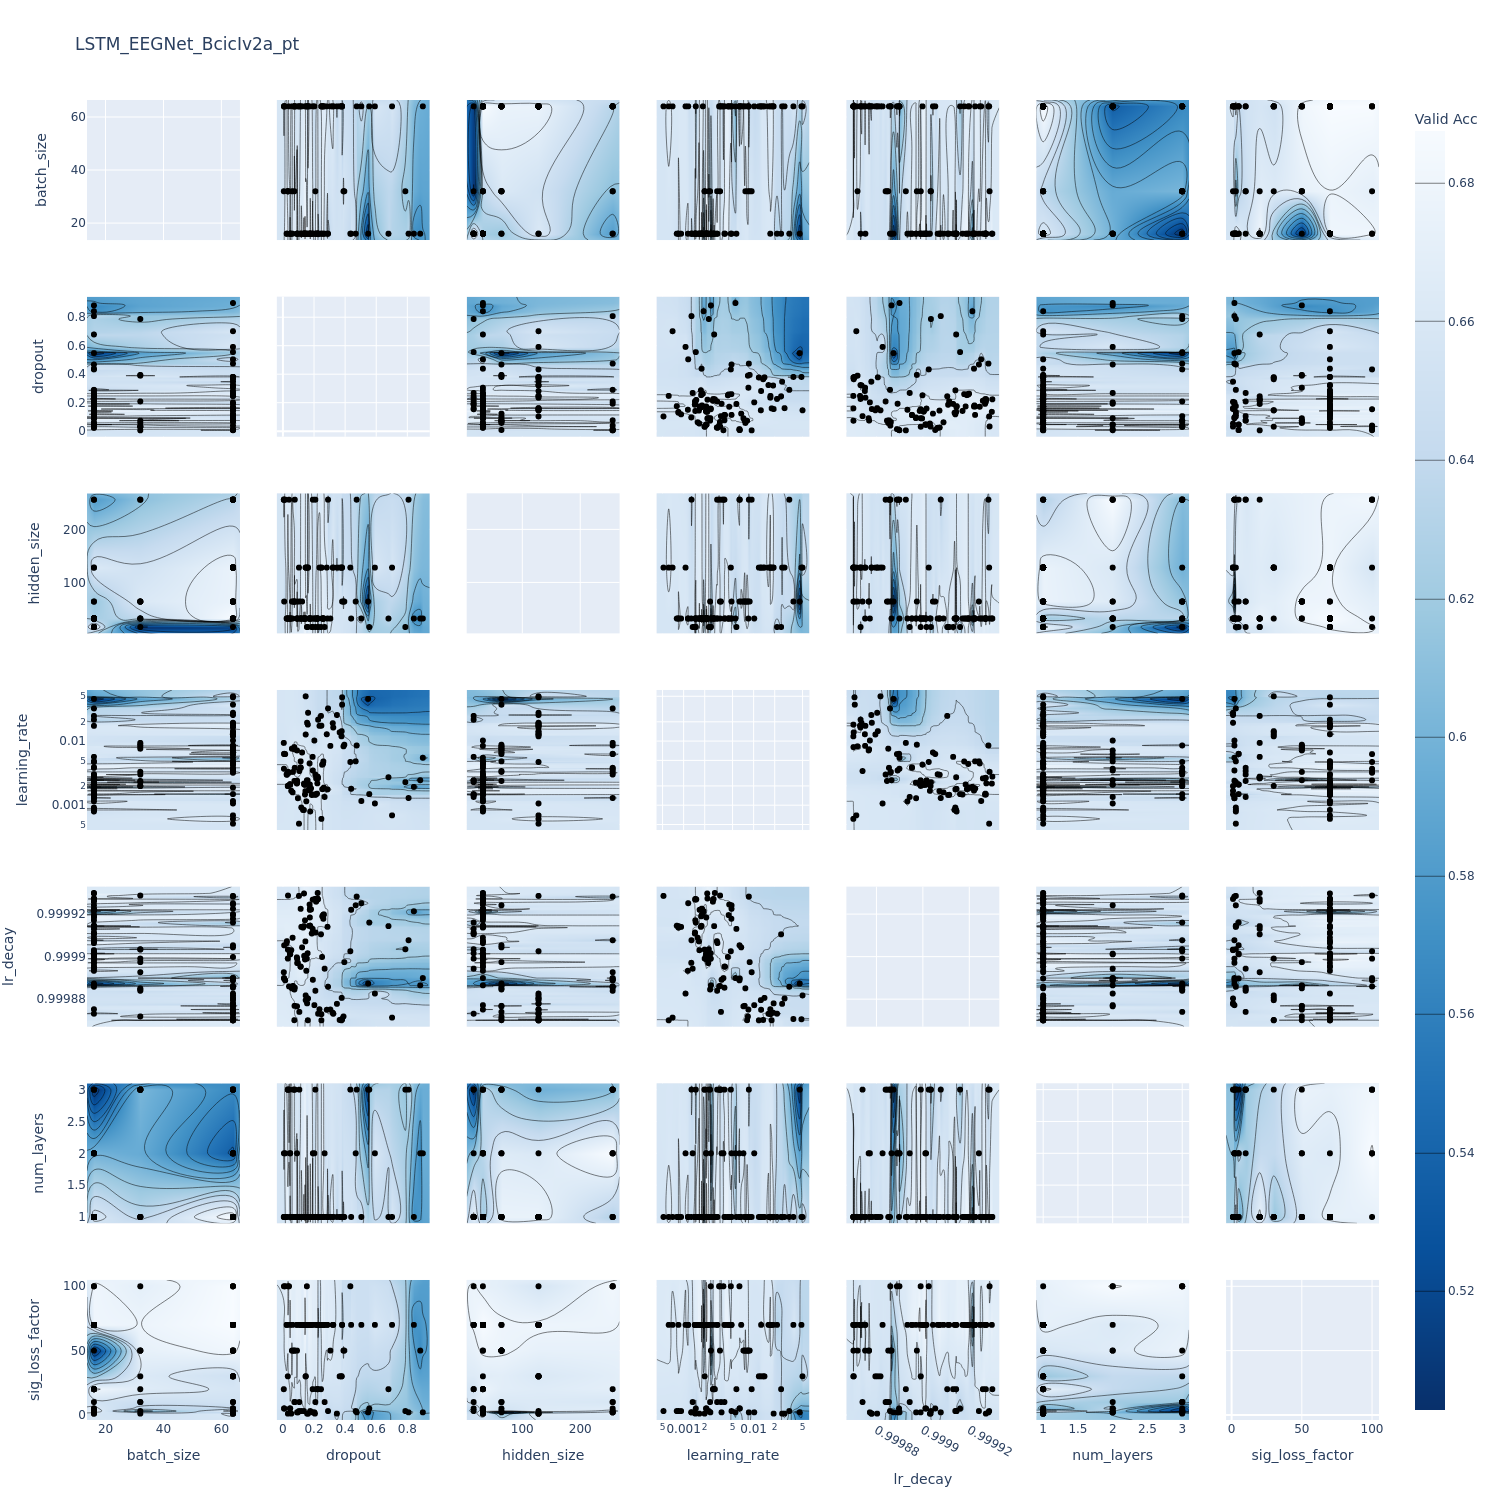 LSTM_EEGNet_BcicIv2a_pt
Valid Acc
0.68
0.66
0.64
0.62
0.6
0.58
0.56
0.54
0.52
batch_size
60
40
20
dropout
0.8
0.6
0.4
0.2
0
hidden_size
200
100
learning_rate
5
2
0.01
5
2
0.001
5
lr_decay
0.99992
0.9999
0.99988
num_layers
3
2.5
2
1.5
1
sig_loss_factor
100
50
0
20 40 60
0 0.2 0.4 0.6 0.8
100 200
5 0.001 2 5 0.01 2 5
0.99988 0.9999 0.99992
1 1.5 2 2.5 3
0 50 100
batch_size
dropout
hidden_size
learning_rate
lr_decay
num_layers
sig_loss_factor